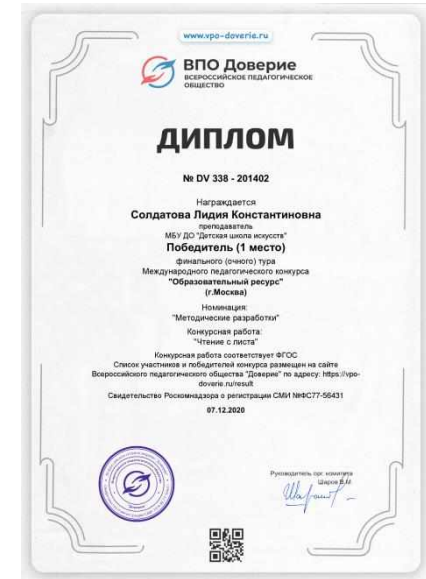 www.vpo-doverie.ru
ВПО Доверие
ВСЕРОССИЙСКОЕ ПЕДАГОГИЧЕСКОЕ
ОБЩЕСТВО
ДИПЛОМ
№ DV 338 - 201402
Награждается
Солдатова Лидия Константиновна
преподаватель
МБУ ДО "Детская школа искусств"
Победитель (1 место)
финального (очного) тура
Международного педагогического конкурса
"Образовательный ресурс"
(г.Москва)
Номинация:
"Методические разработки"
Конкурсная работа:
"Чтение с листа"
Конкурсная работа соответствует ФГОС
Список участников и победителей конкурса размещен на сайте
Всероссийского педагогического общества "Доверие" по адресу: https://vpo-
doverie.ru/result
Свидетельство Роскомнадзора о регистрации СМИ №ФС77-56431
07.12.2020
Руководитель орг. комитета
Шаров В.М